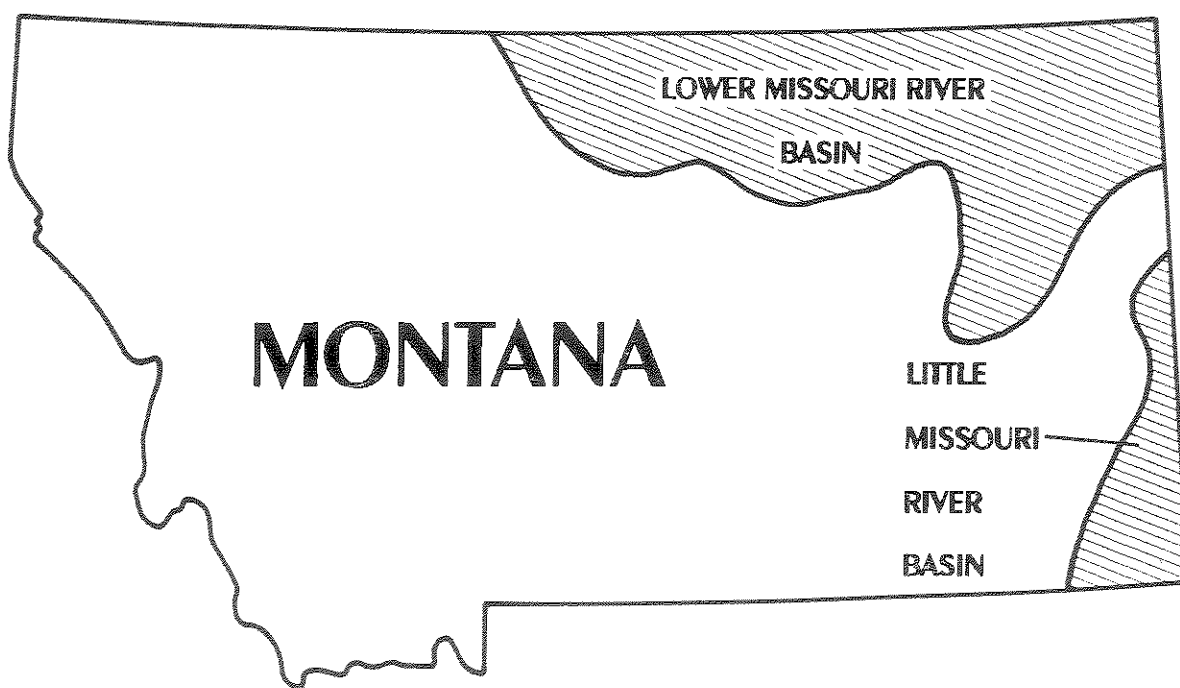 LOWER MISSOURI RIVER
BASIN
MONTANA
LITTLE
MISSOURI
RIVER
BASIN